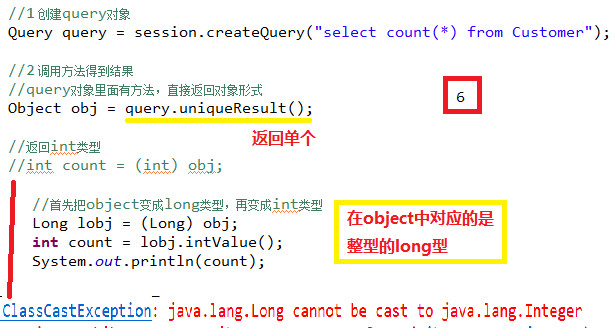 //1 创建query对象
Query query = session.createQuery("select count(*) from Customer");
//2 调用方法得到结果
//query对象里面有方法，直接返回对象形式
Object obj = query.uniqueResult();
6
返回单个
//返回int类型
//int count = (int) obj;
//首先把object变成long类型，再变成int类型
Long lobj = (Long) obj;
int count = lobj.intValue();
System.out.println(count);
在object中对应的是
整型的long型
ClassCastException: java.lang.Long cannot be cast to java.lang.Integer